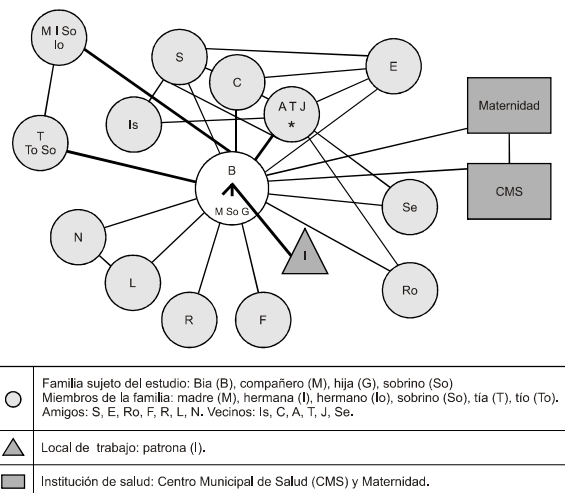 M I So
Io
S
E
C
A T J
*
Is
T
To So
Maternidad
CMS
B
M So G
Se
N
I
L
Ro
R
F
Familia sujeto del estudio: Bia (B), compañero (M), hija (G), sobrino (So)
Miembros de la familia: madre (M), hermana (I), hermano (Io), sobrino (So), tía (T), tío (To).
Amigos: S, E, Ro, F, R, L, N. Vecinos: Is, C, A, T, J, Se.
Local de trabajo: patrona (I).
Institución de salud: Centro Municipal de Salud (CMS) y Maternidad.